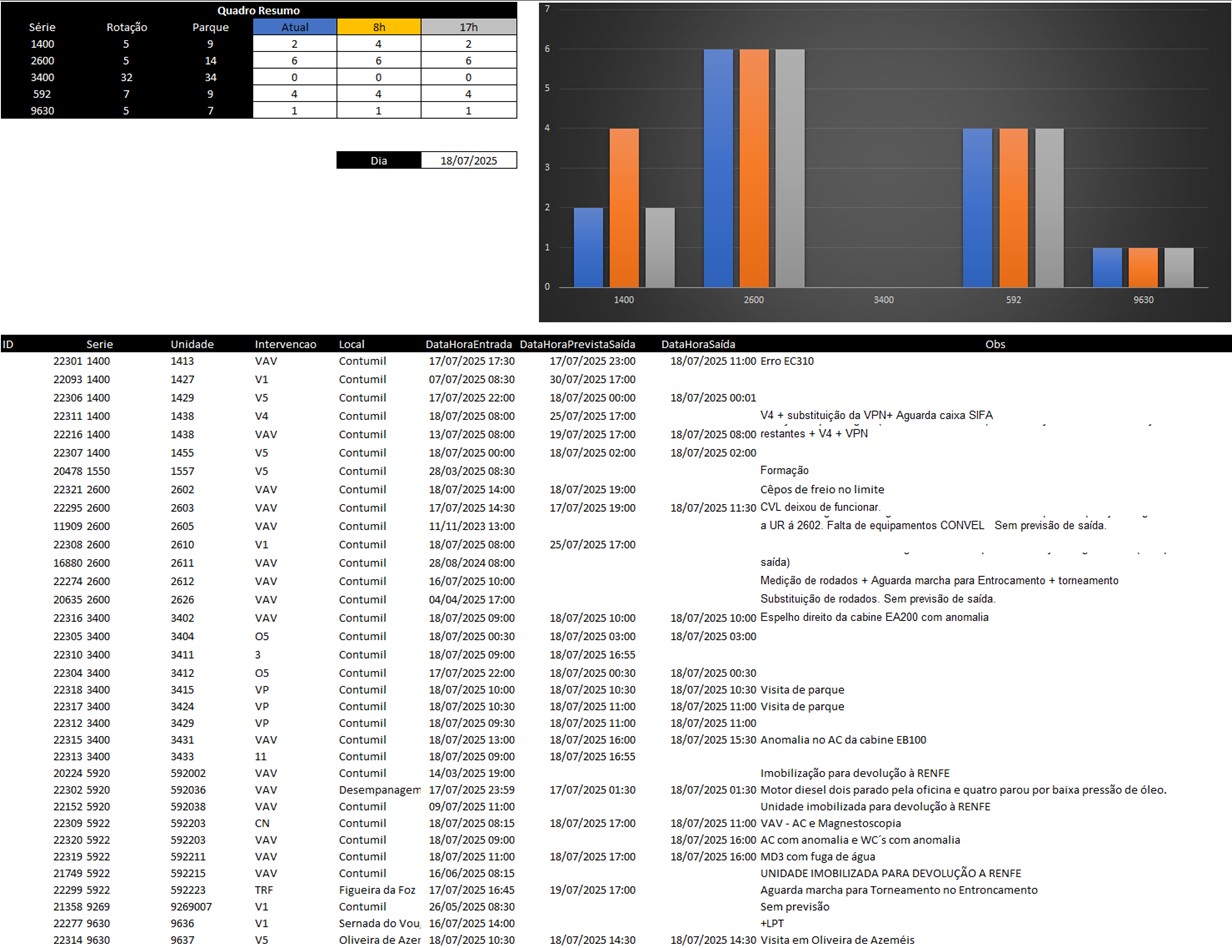 Quadro Resumo
Série Rotação Parque Atual 8h 17h
1400 5 9 2 4 2
2600 5 14 6 6 6
3400 32 34 0 0 0
592 7 9 4 4 4
9630 5 7 1 1 1
Dia 18/07/2025
7
6
5
4
3
2
1
0
1400 2600 3400 592 9630
ID Serie Unidade Intervencao Local DataHoraEntrada DataHoraPrevistaSaída DataHoraSaída Obs
22301 1400 1413 VAV Contumil 17/07/2025 17:30 17/07/2025 23:00 18/07/2025 11:00 Erro EC310
22093 1400 1427 V1 Contumil 07/07/2025 08:30 30/07/2025 17:00
22306 1400 1429 V5 Contumil 17/07/2025 22:00 18/07/2025 00:00 18/07/2025 00:01
22311 1400 1438 V4 Contumil 18/07/2025 08:00 25/07/2025 17:00 V4 + substituição da VPN+ Aguarda caixa SIFA
22216 1400 1438 VAV Contumil 13/07/2025 08:00 19/07/2025 17:00 18/07/2025 08:00 restantes + V4 + VPN
22307 1400 1455 V5 Contumil 18/07/2025 00:00 18/07/2025 02:00 18/07/2025 02:00
20478 1550 1557 V5 Contumil 28/03/2025 08:30 Formação
22321 2600 2602 VAV Contumil 18/07/2025 14:00 18/07/2025 19:00 Cêpos de freio no limite
22295 2600 2603 VAV Contumil 17/07/2025 14:30 17/07/2025 19:00 18/07/2025 11:30 CVL deixou de funcionar.
11909 2600 2605 VAV Contumil 11/11/2023 13:00 a UR á 2602. Falta de equipamentos CONVEL Sem previsão de saída.
22308 2600 2610 V1 Contumil 18/07/2025 08:00 25/07/2025 17:00
16880 2600 2611 VAV Contumil 28/08/2024 08:00 saída)
22274 2600 2612 VAV Contumil 16/07/2025 10:00 Medição de rodados + Aguarda marcha para Entrocamento + torneamento
20635 2600 2626 VAV Contumil 04/04/2025 17:00 Substituição de rodados. Sem previsão de saída.
22316 3400 3402 VAV Contumil 18/07/2025 09:00 18/07/2025 10:00 18/07/2025 10:00 Espelho direito da cabine EA200 com anomalia
22305 3400 3404 O5 Contumil 18/07/2025 00:30 18/07/2025 03:00 18/07/2025 03:00
22310 3400 3411 3 Contumil 18/07/2025 09:00 18/07/2025 16:55
22304 3400 3412 O5 Contumil 17/07/2025 22:00 18/07/2025 00:30 18/07/2025 00:30
22318 3400 3415 VP Contumil 18/07/2025 10:00 18/07/2025 10:30 18/07/2025 10:30 Visita de parque
22317 3400 3424 VP Contumil 18/07/2025 10:30 18/07/2025 11:00 18/07/2025 11:00 Visita de parque
22312 3400 3429 VP Contumil 18/07/2025 09:30 18/07/2025 11:00 18/07/2025 11:00
22315 3400 3431 VAV Contumil 18/07/2025 13:00 18/07/2025 16:00 18/07/2025 15:30 Anomalia no AC da cabine EB100
22313 3400 3433 11 Contumil 18/07/2025 09:00 18/07/2025 16:55
20224 5920 592002 VAV Contumil 14/03/2025 19:00 Imobilização para devolução à RENFE
22302 5920 592036 VAV Desempanagem 17/07/2025 23:59 17/07/2025 01:30 18/07/2025 01:30 Motor diesel dois parado pela oficina e quatro parou por baixa pressão de óleo.
22152 5920 592038 VAV Contumil 09/07/2025 11:00 Unidade imobilizada para devolução à RENFE
22309 5922 592203 CN Contumil 18/07/2025 08:15 18/07/2025 17:00 18/07/2025 11:00 VAV - AC e Magnestoscopia
22320 5922 592203 VAV Contumil 18/07/2025 09:00 18/07/2025 16:00 AC com anomalia e WC´s com anomalia
22319 5922 592211 VAV Contumil 18/07/2025 11:00 18/07/2025 17:00 18/07/2025 16:00 MD3 com fuga de água
21749 5922 592215 VAV Contumil 16/06/2025 08:15 UNIDADE IMOBILIZADA PARA DEVOLUÇÃO A RENFE
22299 5922 592223 TRF Figueira da Foz 17/07/2025 16:45 19/07/2025 17:00 Aguarda marcha para Torneamento no Entroncamento
21358 9269 9269007 V1 Contumil 26/05/2025 08:30 Sem previsão
22277 9630 9636 V1 Sernada do Vou 16/07/2025 14:00 +LPT
22314 9630 9637 V5 Oliveira de Azer 18/07/2025 10:30 18/07/2025 14:30 18/07/2025 14:30 Visita em Oliveira de Azeméis